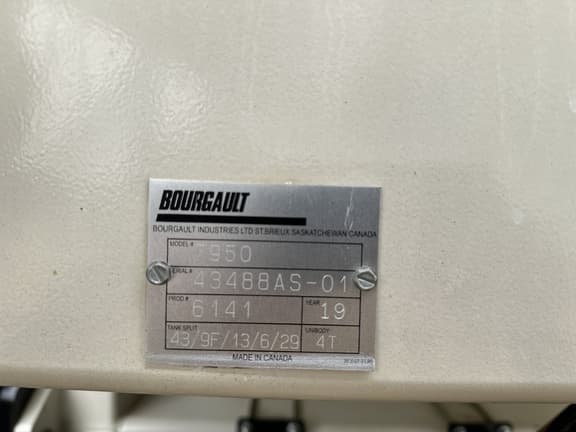 BOURGAULT
BOURGAULT INDUSTRIES LTD ST.BRIEUX SASKATCHEWAN CANADA
MODEL # 7950
SERIAL # 43488AS-01
PROD.# 6141 YEAR 19
TANK SPLIT 43/9F/13/6/29 UNIBODY 4T
MADE IN CANADA